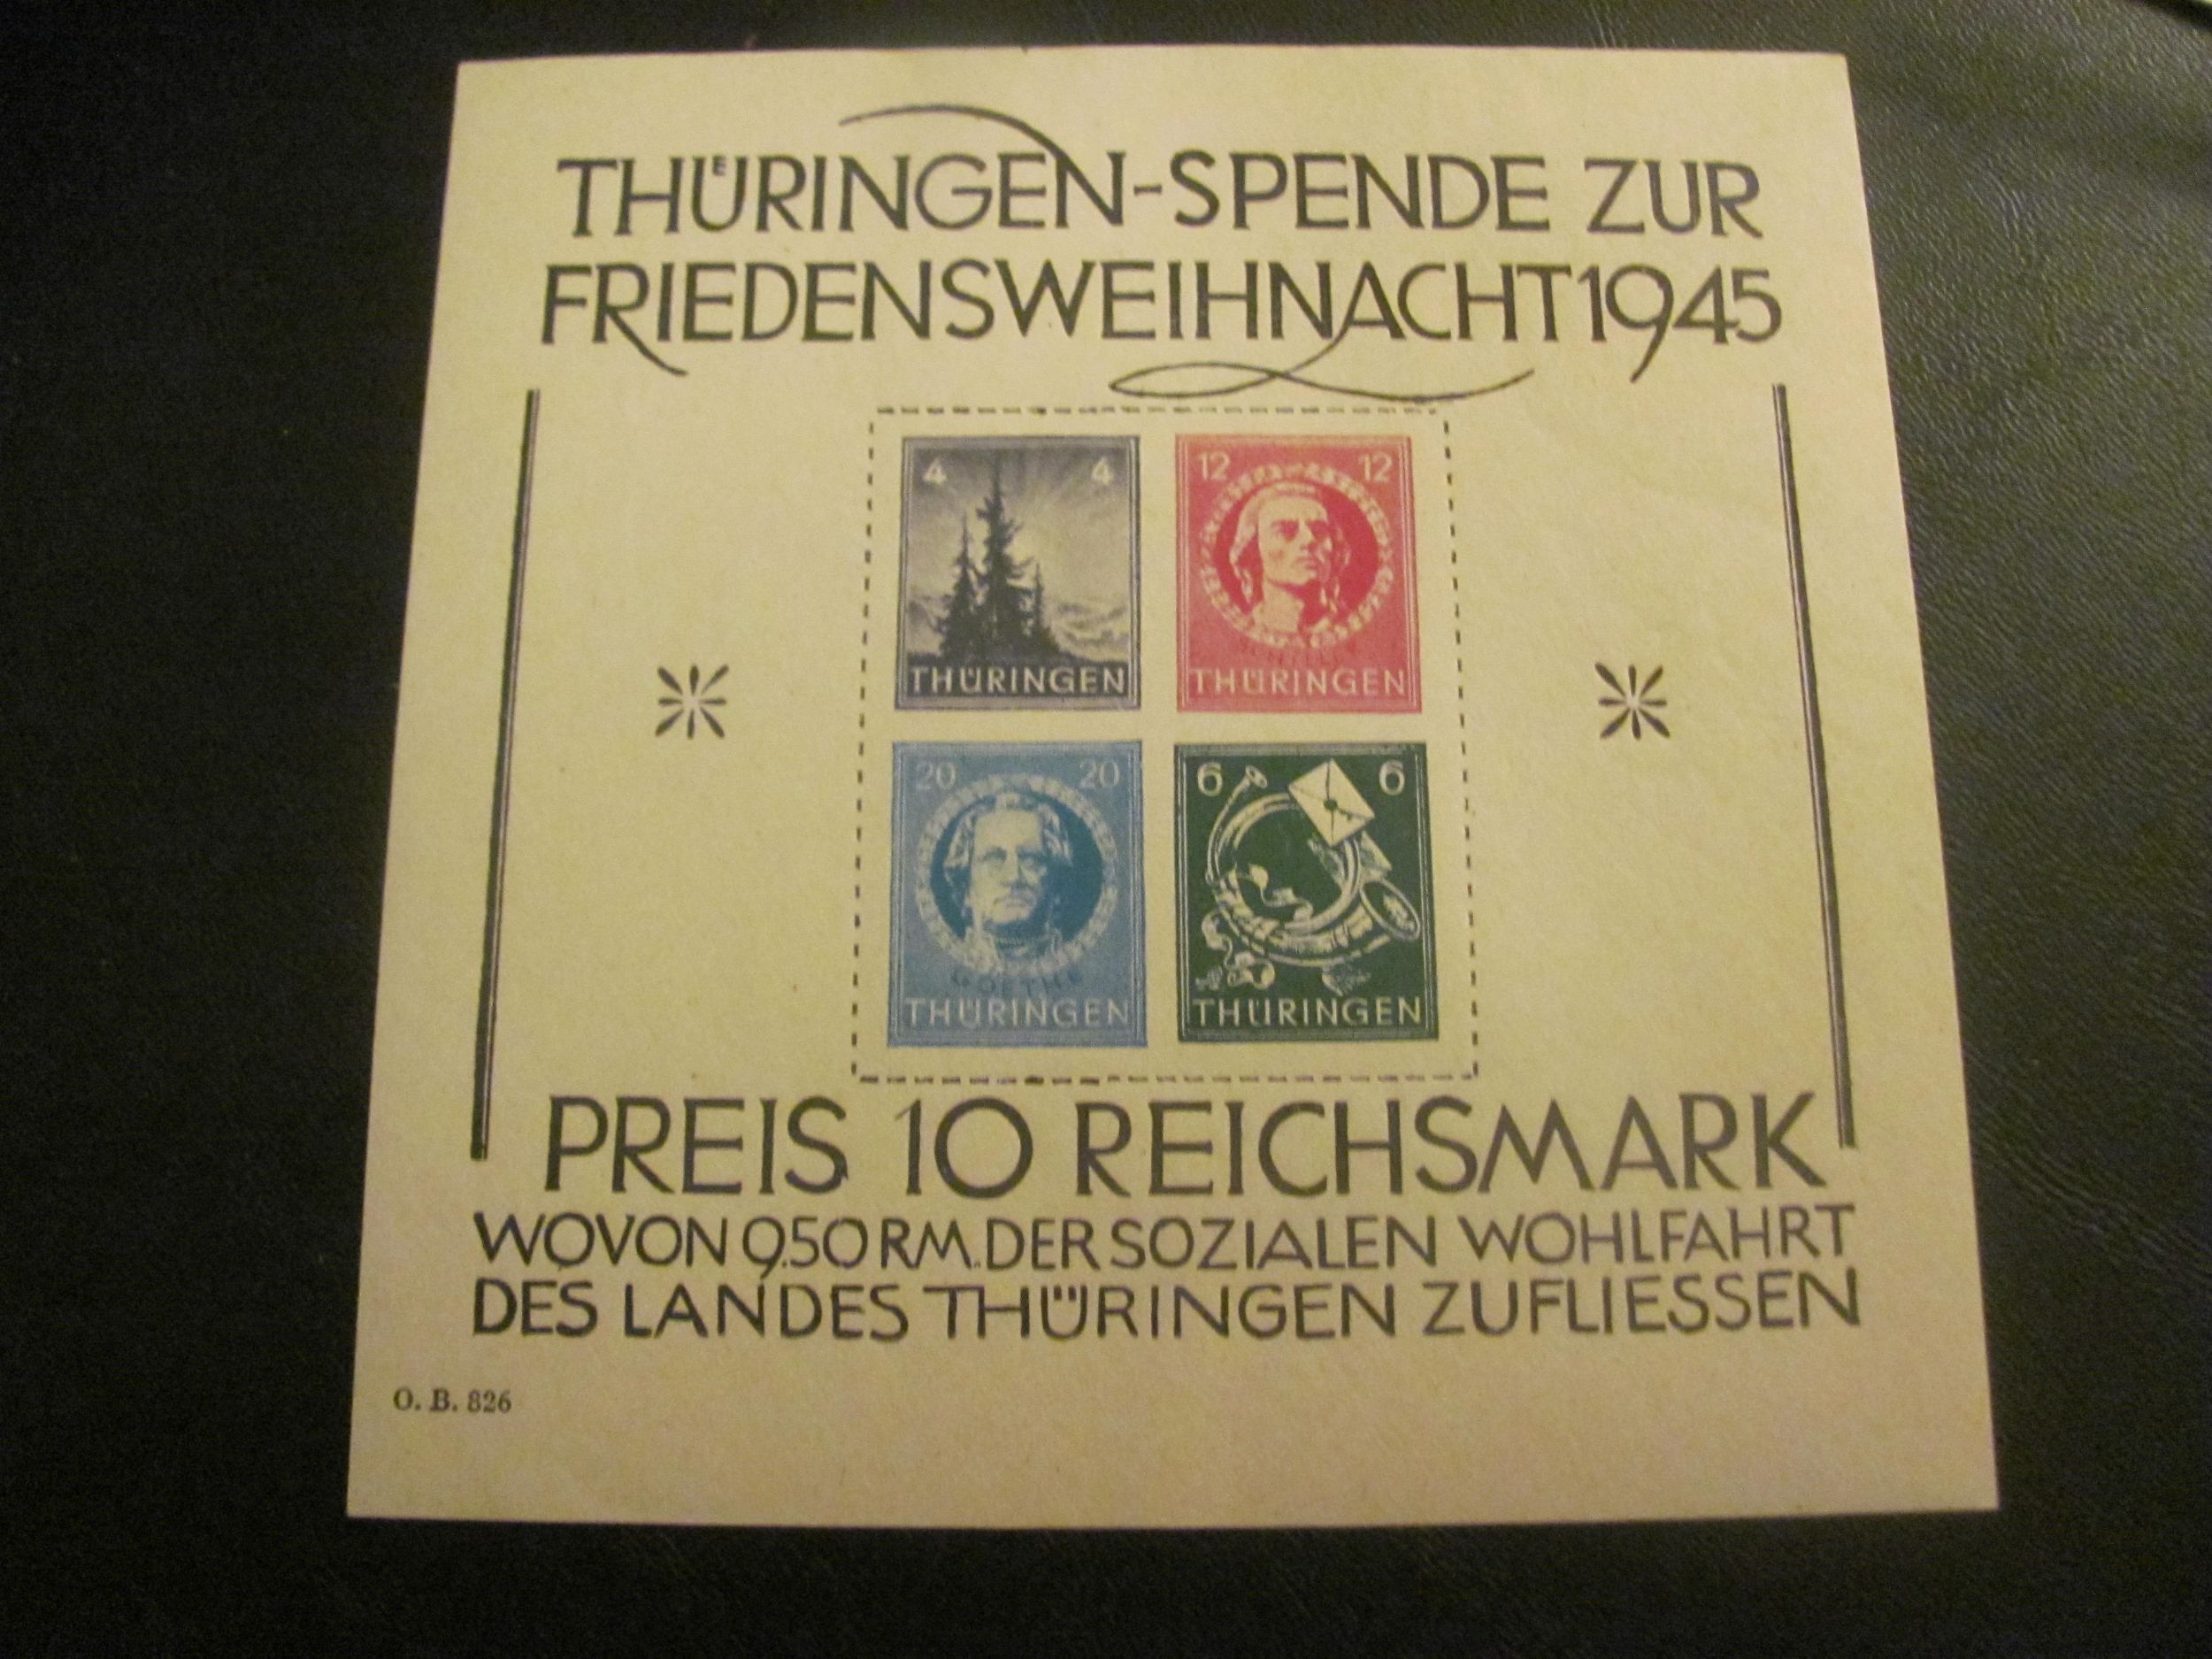 THÜRINGEN-SPENDE ZUR
FRIEDENSWEIHNACHT 1945
4 4
THÜRINGEN
12 12
SCHILLER
THÜRINGEN
20 20
GOETHE
THÜRINGEN
6 6
THÜRINGEN
PREIS 10 REICHSMARK
WOVON 9.50 RM. DER SOZIALEN WOHLFAHRT
DES LANDES THÜRINGEN ZUFLIESSEN
O. B. 826